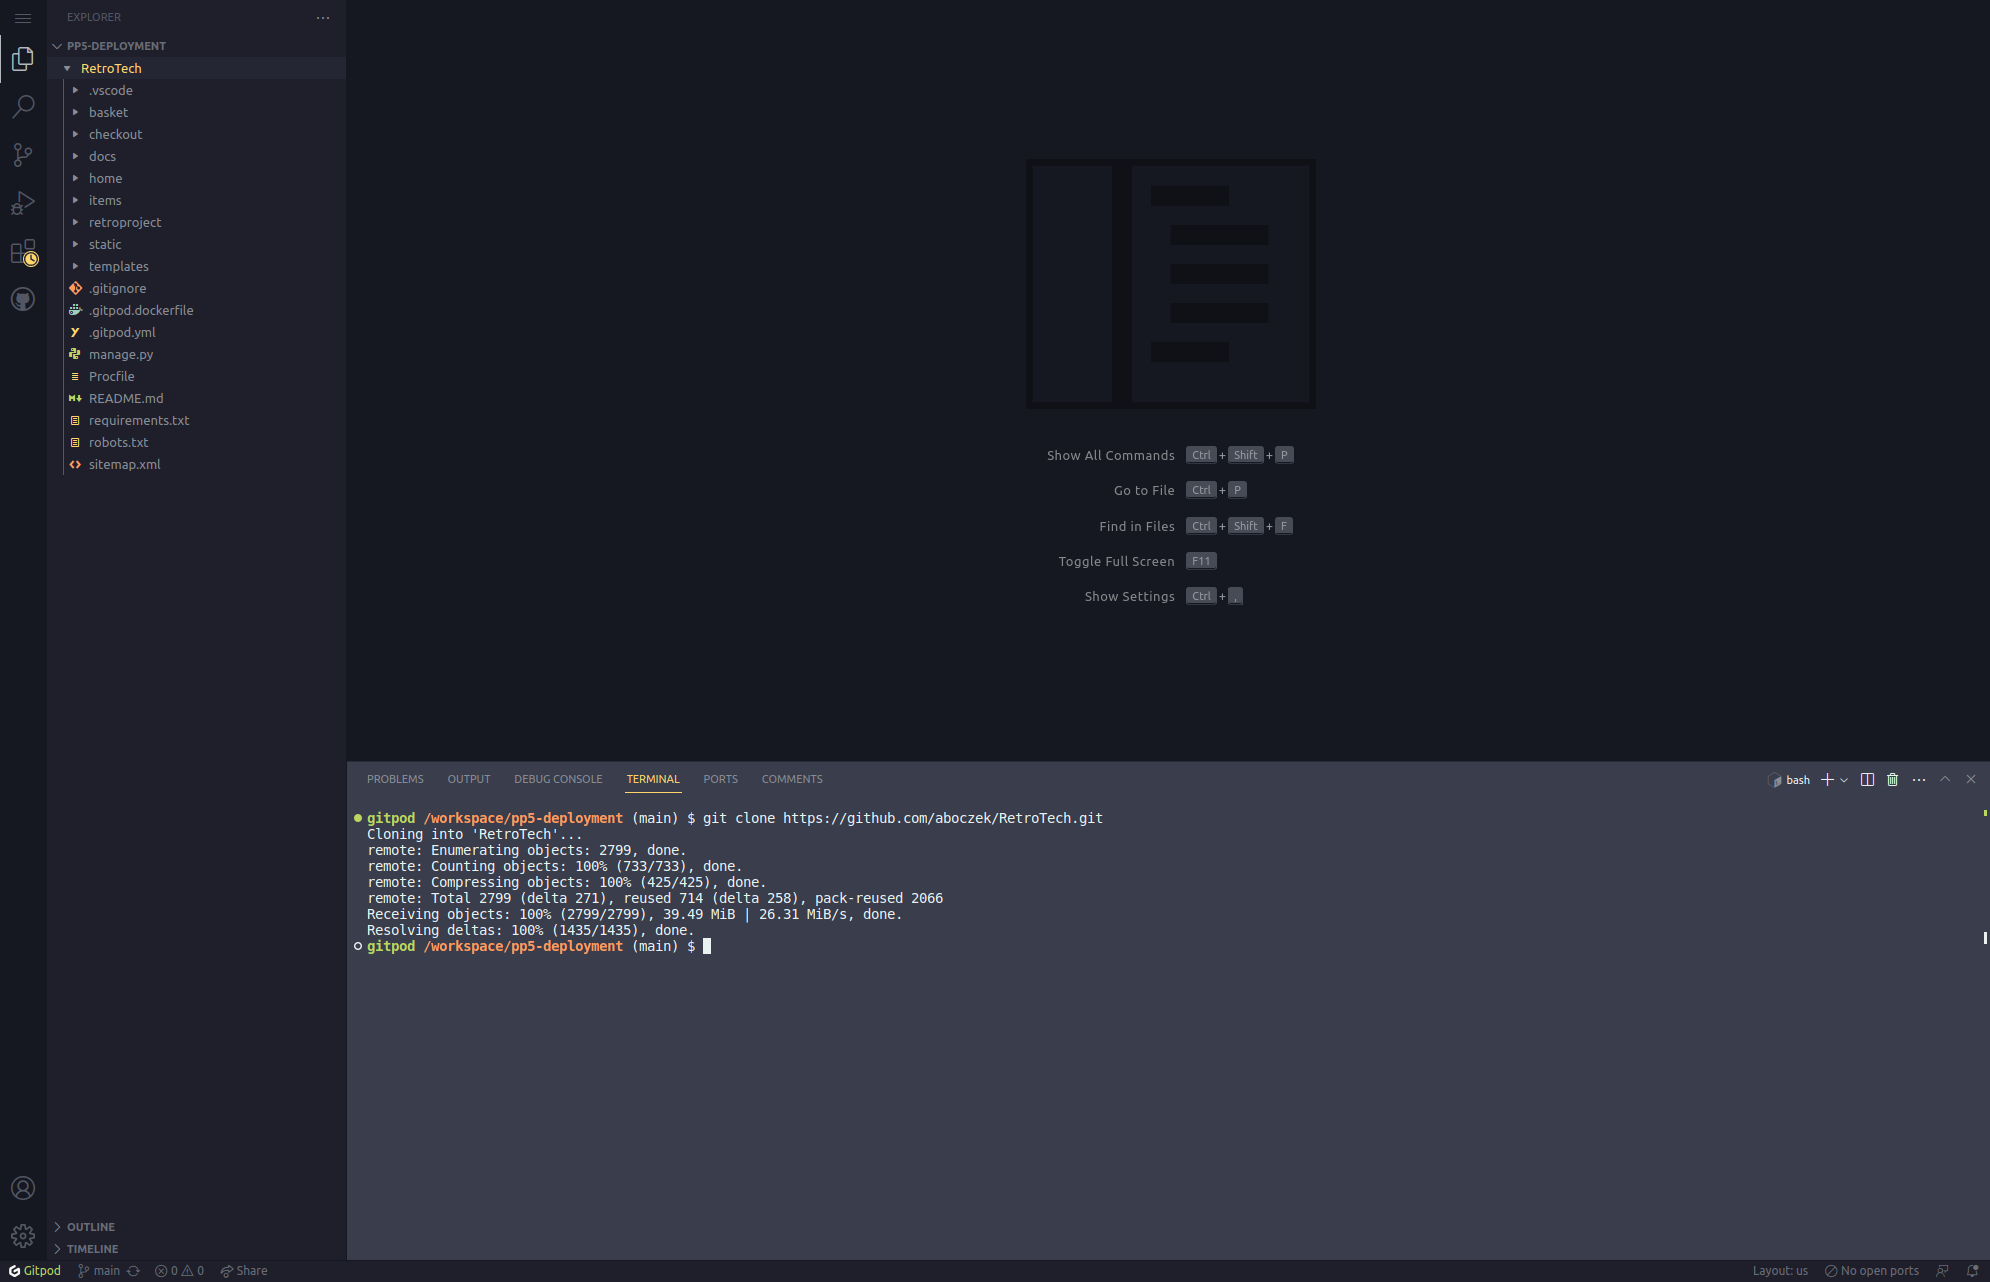 EXPLORER
PP5-DEPLOYMENT
RetroTech
.vscode
basket
checkout
docs
home
items
retroproject
static
templates
.gitignore
.gitpod.dockerfile
.gitpod.yml
manage.py
Procfile
README.md
requirements.txt
robots.txt
sitemap.xml
OUTLINE
TIMELINE
Show All Commands Ctrl + Shift + P
Go to File Ctrl + P
Find in Files Ctrl + Shift + F
Toggle Full Screen F11
Show Settings Ctrl + ,
PROBLEMS OUTPUT DEBUG CONSOLE TERMINAL PORTS COMMENTS bash
gitpod /workspace/pp5-deployment (main) $ git clone https://github.com/aboczek/RetroTech.git
Cloning into 'RetroTech'...
remote: Enumerating objects: 2799, done.
remote: Counting objects: 100% (733/733), done.
remote: Compressing objects: 100% (425/425), done.
remote: Total 2799 (delta 271), reused 714 (delta 258), pack-reused 2066
Receiving objects: 100% (2799/2799), 39.49 MiB | 26.31 MiB/s, done.
Resolving deltas: 100% (1435/1435), done.
gitpod /workspace/pp5-deployment (main) $
Gitpod main 0 0 Share Layout: us No open ports